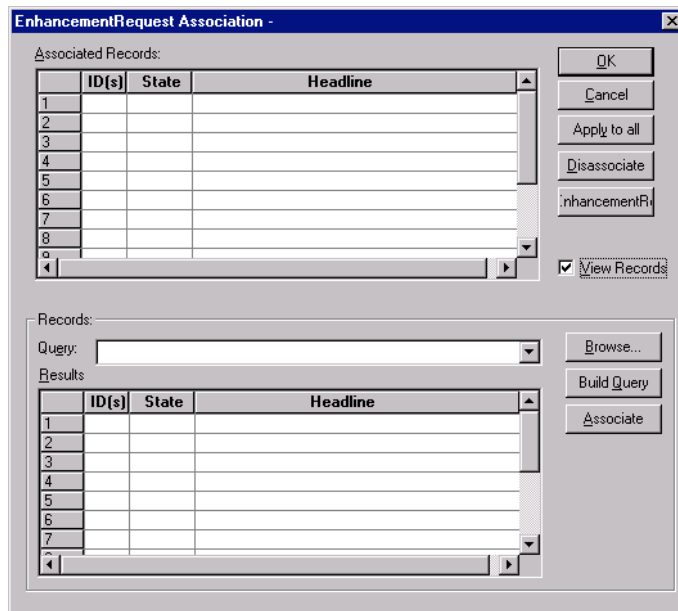 EnhancementRequest Association -
Associated Records:
ID(s) State Headline
1
2
3
4
5
6
7
8
9
OK
Cancel
Apply to all
Disassociate
nhancementR
View Records
Records:
Query:
Browse...
Results
Build Query
Associate
ID(s) State Headline
1
2
3
4
5
6
7